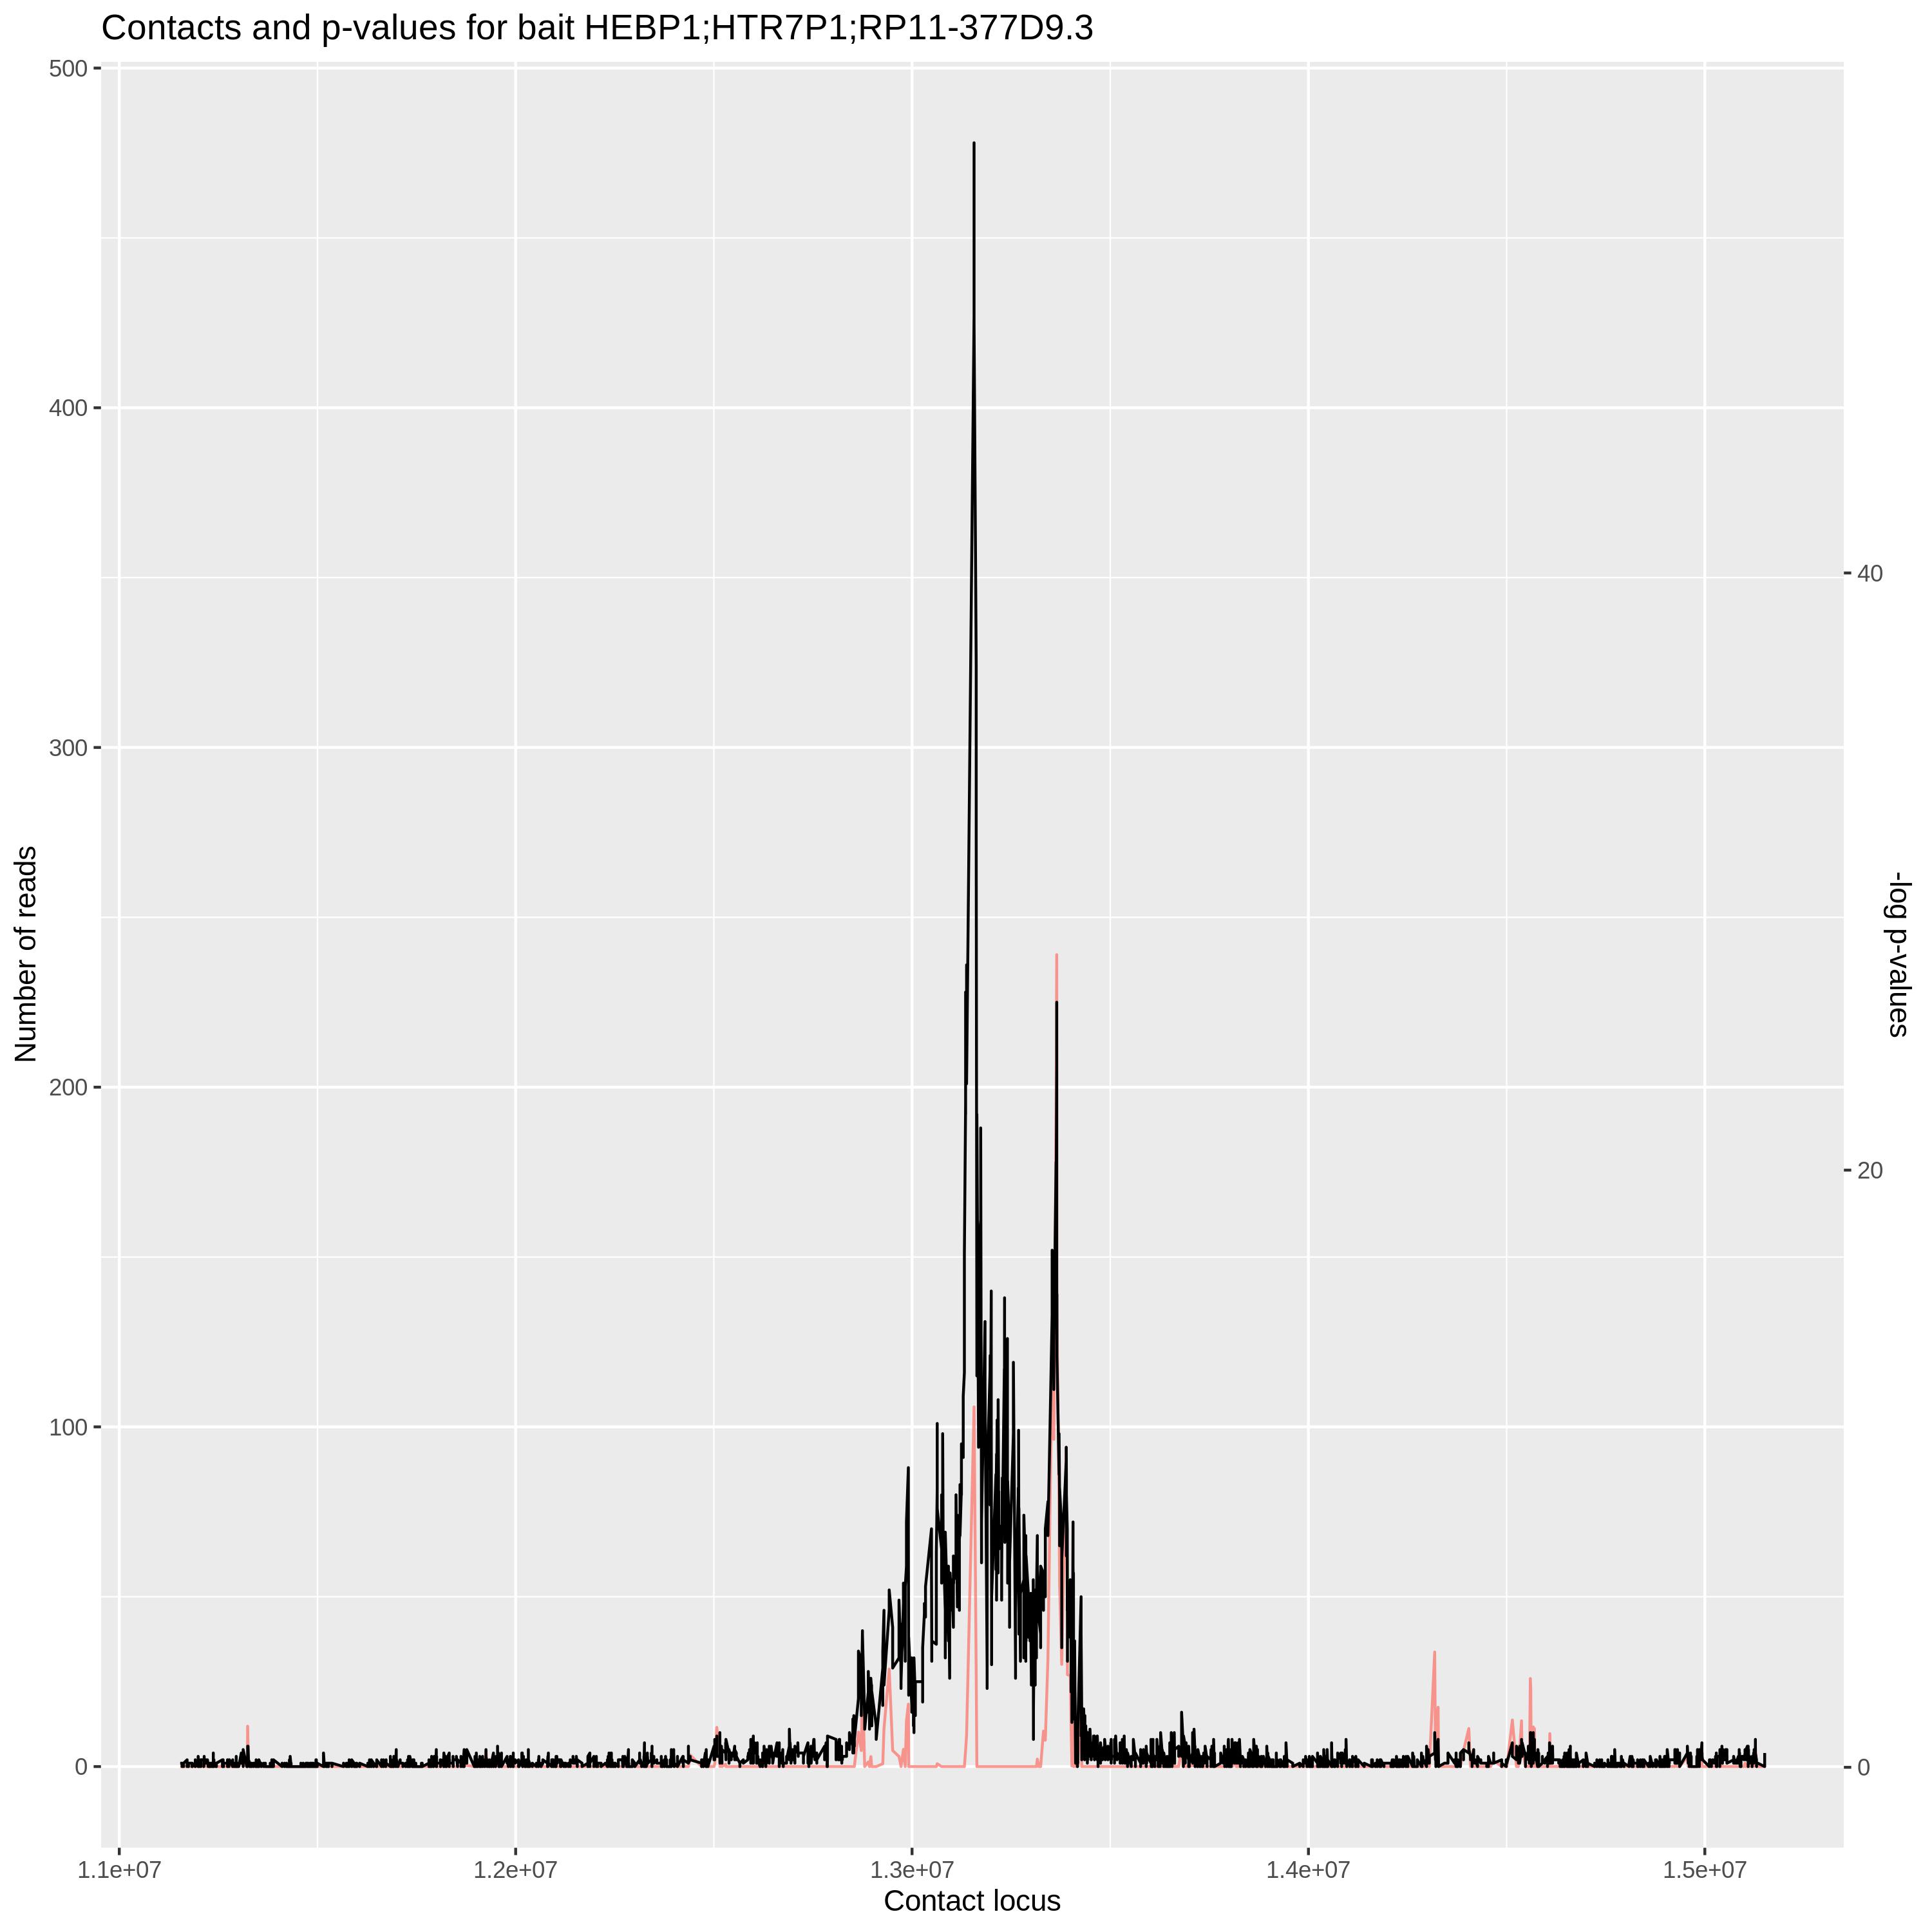 Contacts and p-values for bait HEBP1;HTR7P1;RP11-377D9.3
500
400
300
200
100
0
Number of reads
40
20
0
-log p-values
1.1e+07
1.2e+07
1.3e+07
1.4e+07
1.5e+07
Contact locus